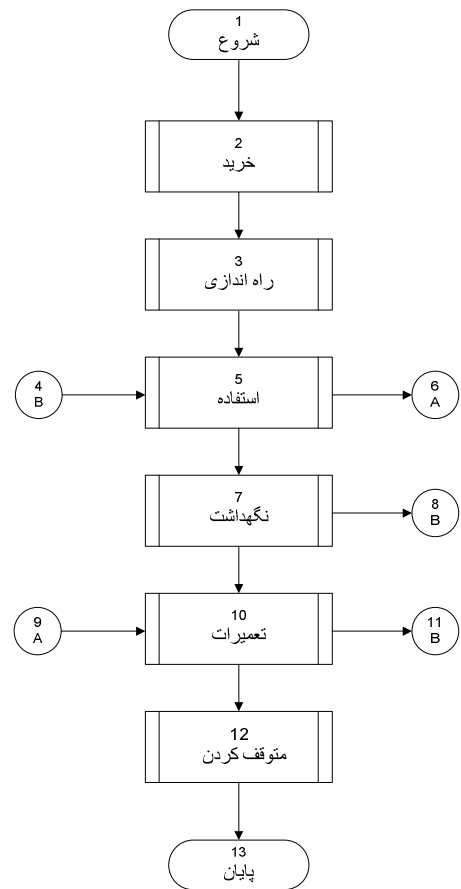 1
شروع
2
خرید
3
راه اندازی
4
B
5
استفاده
6
A
7
نگهداشت
8
B
9
A
10
تعمیرات
11
B
12
متوقف کردن
13
پایان